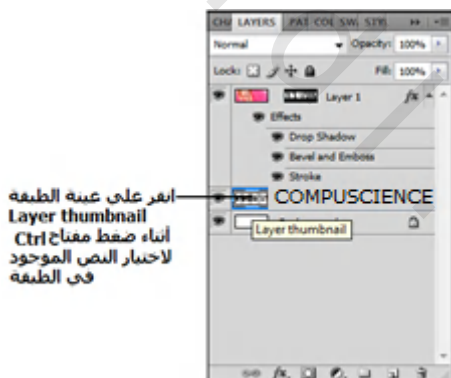 LAYERS PAT COL SW STY
Normal Opacity: 100%
Lock: Fill: 100%
Layer 1 fx
Effects
Drop Shadow
Bevel and Emboss
Stroke
COMPUSCIENCE
Layer thumbnail
انقر على عينة الطبقة
Layer thumbnail
أثناء ضغط مفتاح Ctrl
لاختيار النص الموجود
في الطبقة